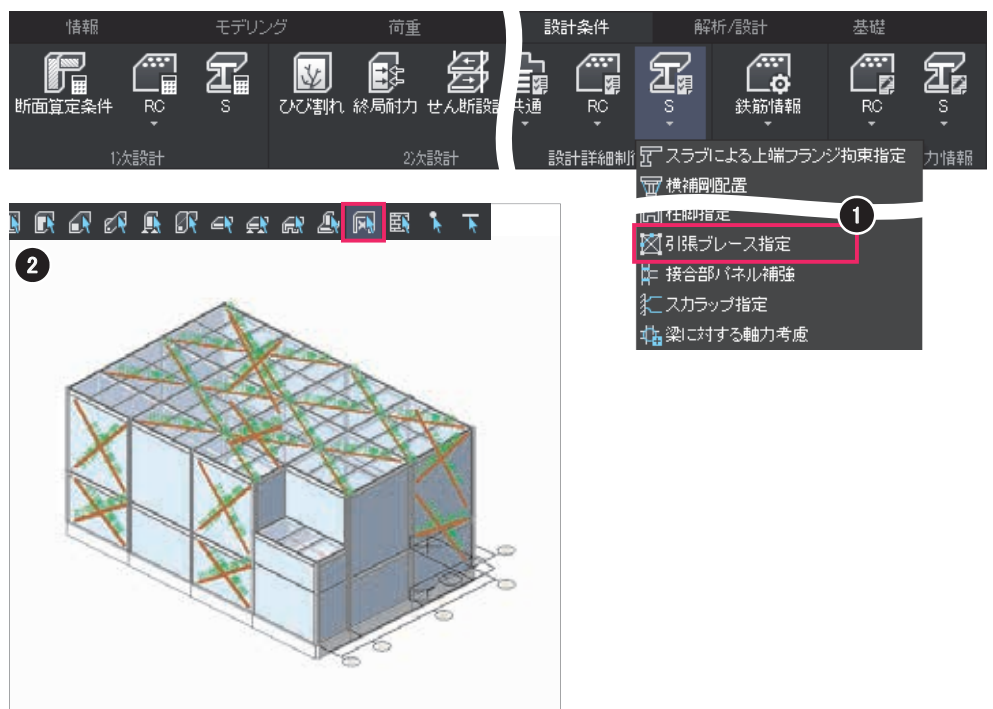 情報 モデリング 荷重 設計条件 解析/設計 基礎
断面算定条件 RC S ひび割れ 終局耐力 せん断設 共通 RC S 鉄筋情報 RC S
1次設計 2次設計 設計詳細制 力情報
スラブによる上端フランジ拘束指定
横補剛配置
柱脚指定
1
引張ブレース指定
接合部パネル補強
スカラップ指定
梁に対する軸力考慮
2